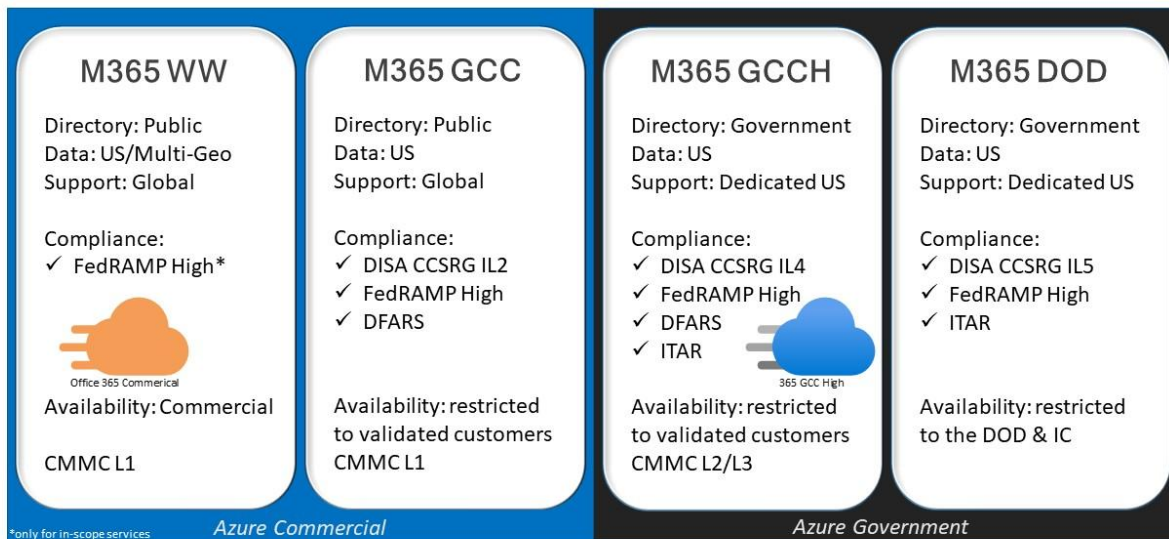 M365 WW
Directory: Public
Data: US/Multi-Geo
Support: Global
Compliance:
✓ FedRAMP High*
Office 365 Commerical
Availability: Commercial
CMMC L1
M365 GCC
Directory: Public
Data: US
Support: Global
Compliance:
✓ DISA CCSRG IL2
✓ FedRAMP High
✓ DFARS
Availability: restricted
to validated customers
CMMC L1
M365 GCCH
Directory: Government
Data: US
Support: Dedicated US
Compliance:
✓ DISA CCSRG IL4
✓ FedRAMP High
✓ DFARS
✓ ITAR
365 GCC High
Availability: restricted
to validated customers
CMMC L2/L3
M365 DOD
Directory: Government
Data: US
Support: Dedicated US
Compliance:
✓ DISA CCSRG IL5
✓ FedRAMP High
✓ ITAR
Availability: restricted
to the DOD & IC
*only for in-scope services
Azure Commercial
Azure Government